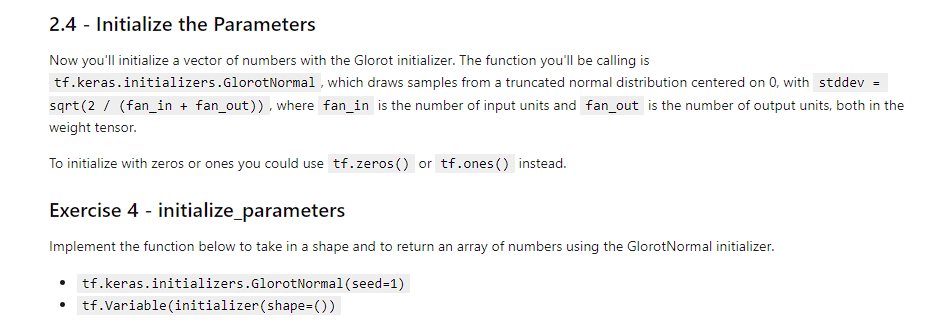 2.4 - Initialize the Parameters
Now you'll initialize a vector of numbers with the Glorot initializer. The function you'll be calling is
tf.keras.initializers.GlorotNormal , which draws samples from a truncated normal distribution centered on 0, with stddev =
sqrt(2 / (fan_in + fan_out)) , where fan_in is the number of input units and fan_out is the number of output units, both in the
weight tensor.
To initialize with zeros or ones you could use tf.zeros() or tf.ones() instead.
Exercise 4 - initialize_parameters
Implement the function below to take in a shape and to return an array of numbers using the GlorotNormal initializer.
• tf.keras.initializers.GlorotNormal(seed=1)
• tf.Variable(initializer(shape=())